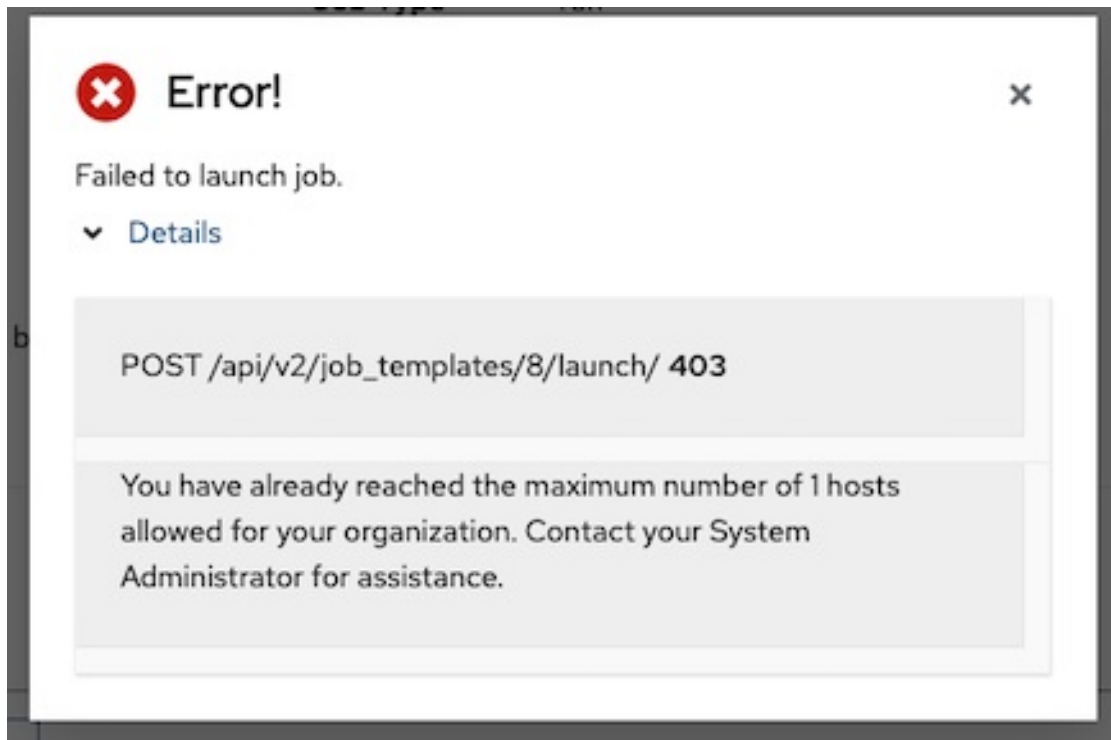 Error!
Failed to launch job.
Details
b
POST /api/v2/job_templates/8/launch/ 403
You have already reached the maximum number of 1 hosts
allowed for your organization. Contact your System
Administrator for assistance.